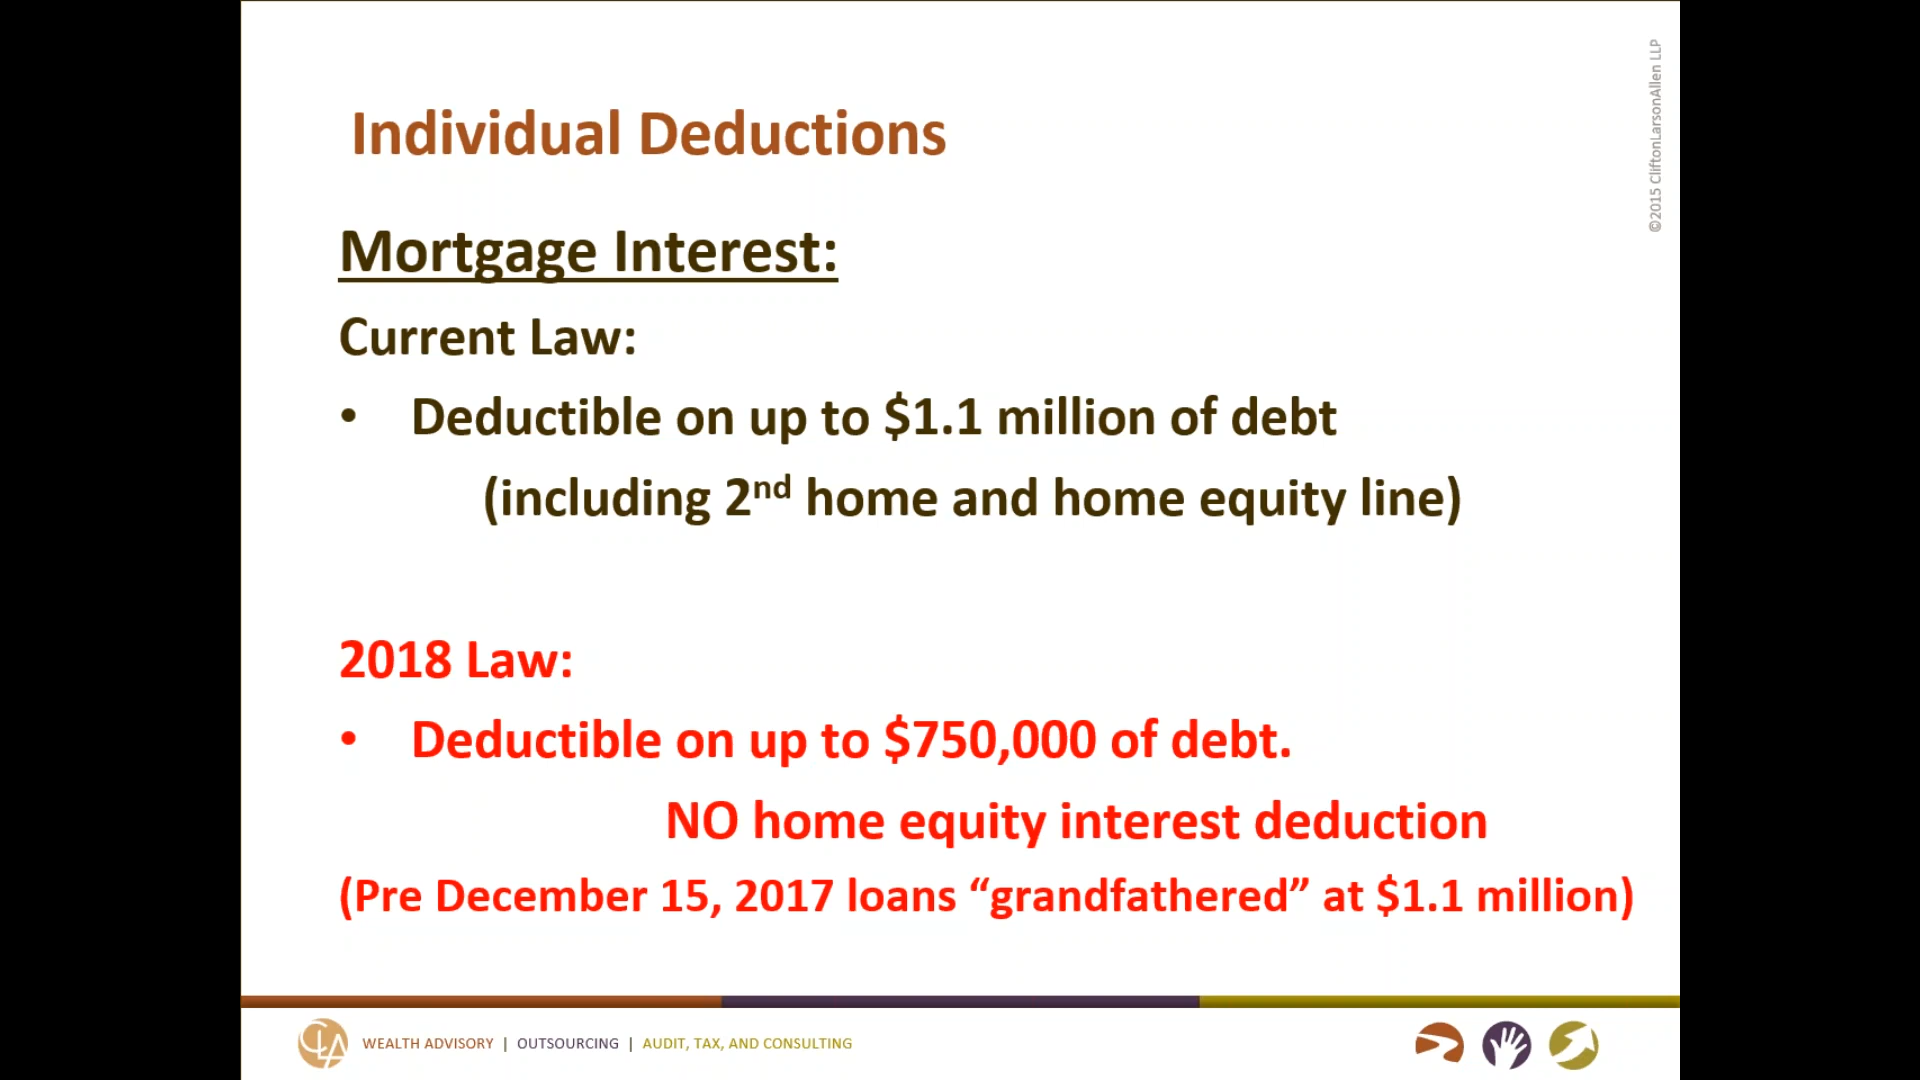 ©2015 CliftonLarsonAllen LLP
Individual Deductions
Mortgage Interest:
Current Law:
• Deductible on up to $1.1 million of debt
(including 2nd home and home equity line)
2018 Law:
• Deductible on up to $750,000 of debt.
NO home equity interest deduction
(Pre December 15, 2017 loans “grandfathered” at $1.1 million)
CLA WEALTH ADVISORY | OUTSOURCING | AUDIT, TAX, AND CONSULTING